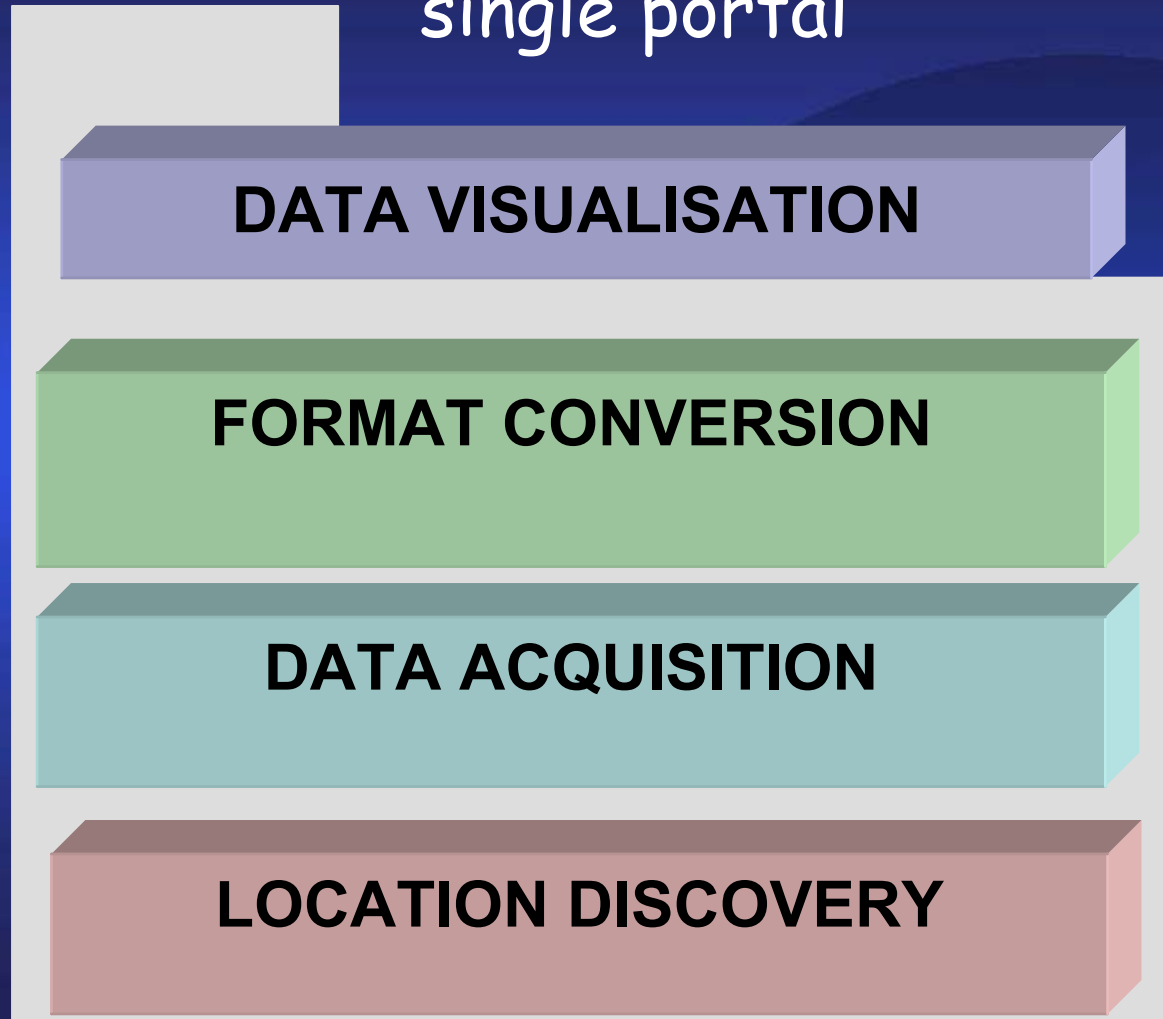 single portal
DATA VISUALISATION
FORMAT CONVERSION
DATA ACQUISITION
LOCATION DISCOVERY